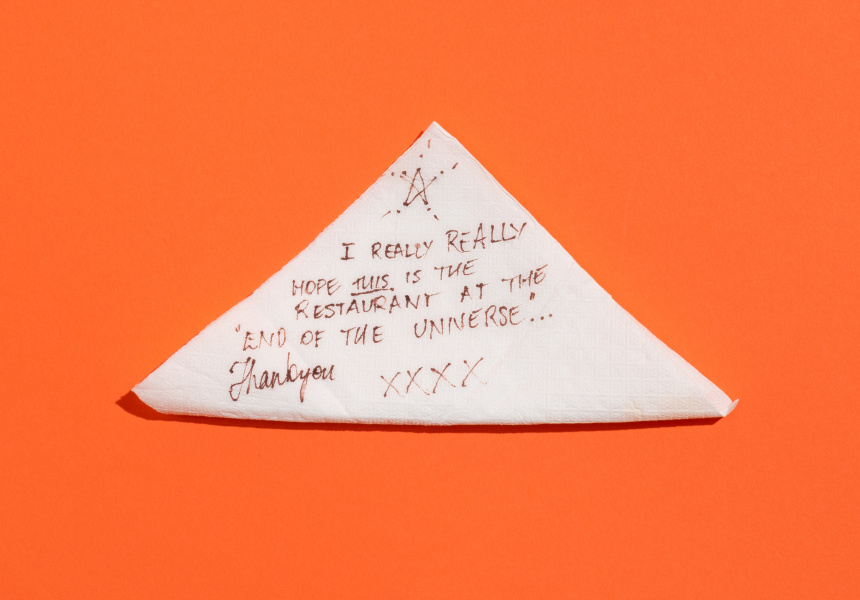 I REALLY REALLY
HOPE THIS IS THE
RESTAURANT AT THE
"END OF THE UNIVERSE"...
Thankyou XXXX